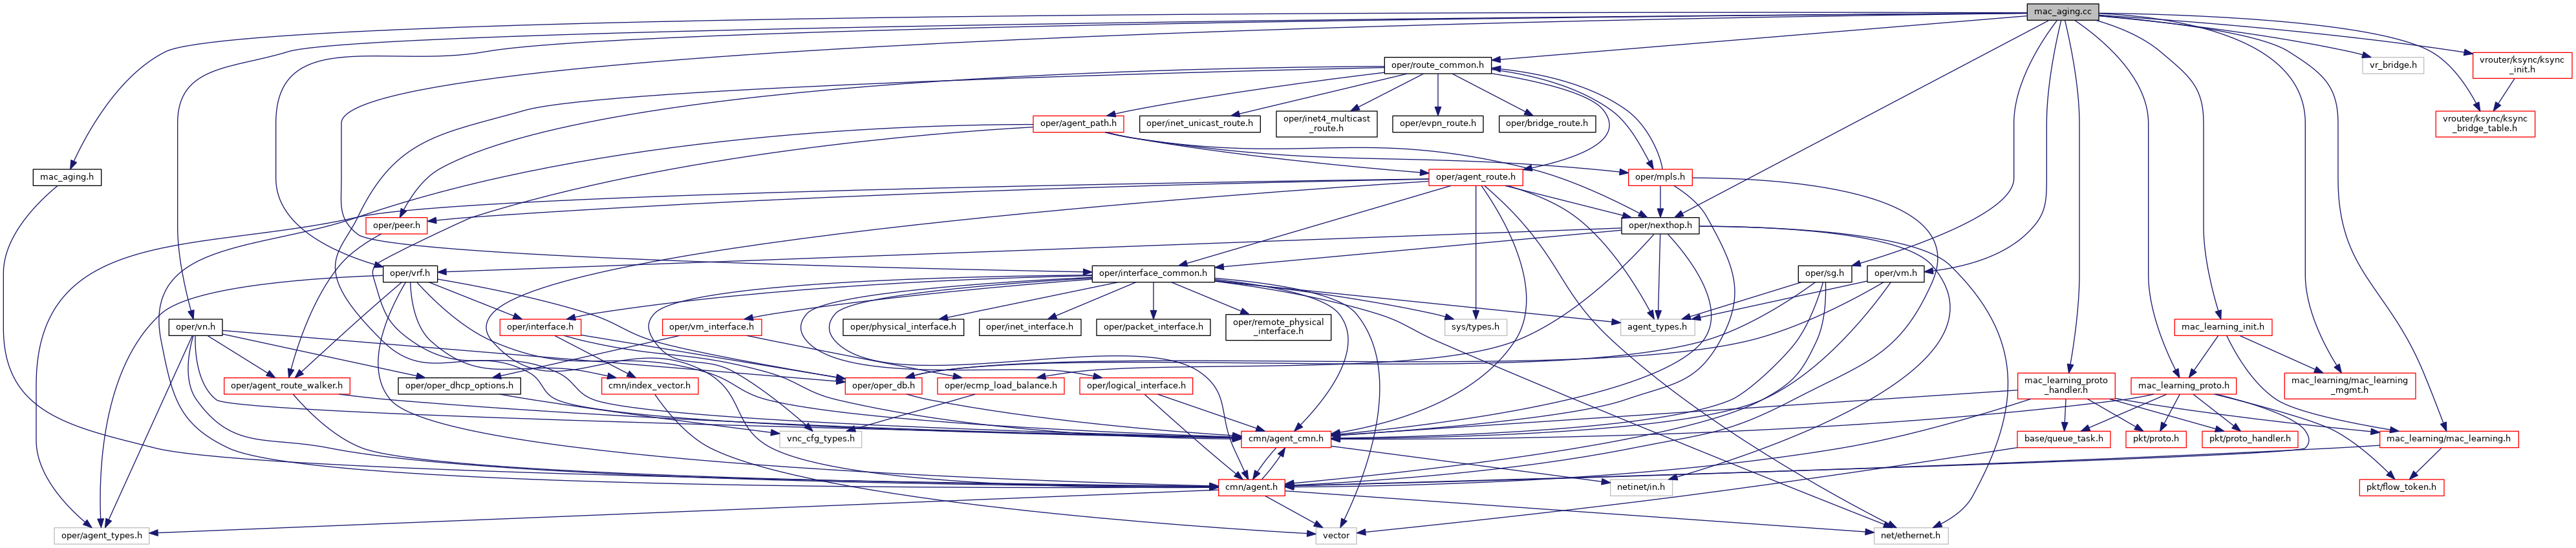 mac_aging.cc
oper/route_common.h
vr_bridge.h
vrouter/ksync/ksync
_init.h
oper/agent_path.h
oper/inet_unicast_route.h
oper/inet4_multicast
_route.h
oper/evpn_route.h
oper/bridge_route.h
vrouter/ksync/ksync
_bridge_table.h
mac_aging.h
oper/agent_route.h
oper/mpls.h
oper/peer.h
oper/nexthop.h
oper/vrf.h
oper/interface_common.h
oper/sg.h
oper/vm.h
oper/vn.h
oper/interface.h
oper/vm_interface.h
oper/physical_interface.h
oper/inet_interface.h
oper/packet_interface.h
oper/remote_physical
_interface.h
sys/types.h
agent_types.h
mac_learning_init.h
oper/agent_route_walker.h
oper/oper_dhcp_options.h
cmn/index_vector.h
oper/oper_db.h
oper/ecmp_load_balance.h
oper/logical_interface.h
mac_learning_proto
_handler.h
mac_learning_proto.h
mac_learning/mac_learning
_mgmt.h
vnc_cfg_types.h
cmn/agent_cmn.h
base/queue_task.h
pkt/proto.h
pkt/proto_handler.h
mac_learning/mac_learning.h
cmn/agent.h
netinet/in.h
pkt/flow_token.h
oper/agent_types.h
vector
net/ethernet.h